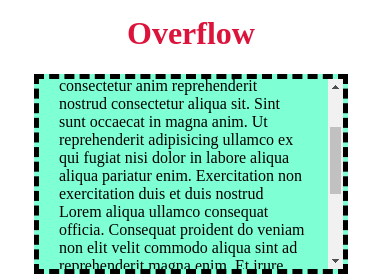 Overflow
consectetur anim reprehenderit
nostrud consectetur aliqua sit. Sint
sunt occaecat in magna anim. Ut
reprehenderit adipisicing ullamco ex
qui fugiat nisi dolor in labore aliqua
aliqua pariatur enim. Exercitation non
exercitation duis et duis nostrud
Lorem aliqua ullamco consequat
officia. Consequat proident do veniam
non elit velit commodo aliqua sint ad
reprehenderit magna enim. Et irure